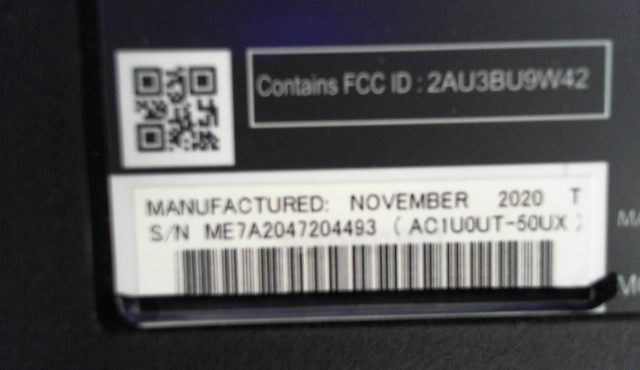 Contains FCC ID : 2AU3BU9W42
MANUFACTURED: NOVEMBER 2020 T
S/N ME7A2047204493 ( AC1U0UT-50UX )